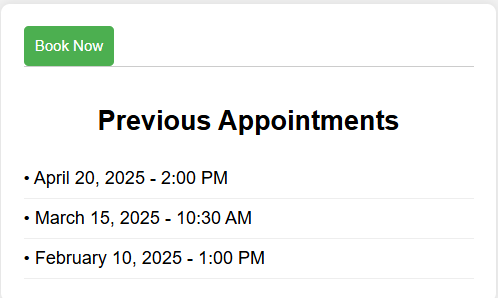 Book Now
Previous Appointments
• April 20, 2025 - 2:00 PM
• March 15, 2025 - 10:30 AM
• February 10, 2025 - 1:00 PM